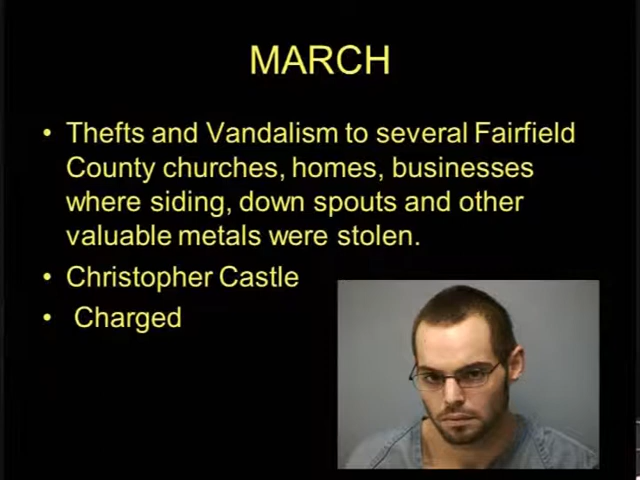 MARCH
• Thefts and Vandalism to several Fairfield
County churches, homes, businesses
where siding, down spouts and other
valuable metals were stolen.
• Christopher Castle
• Charged